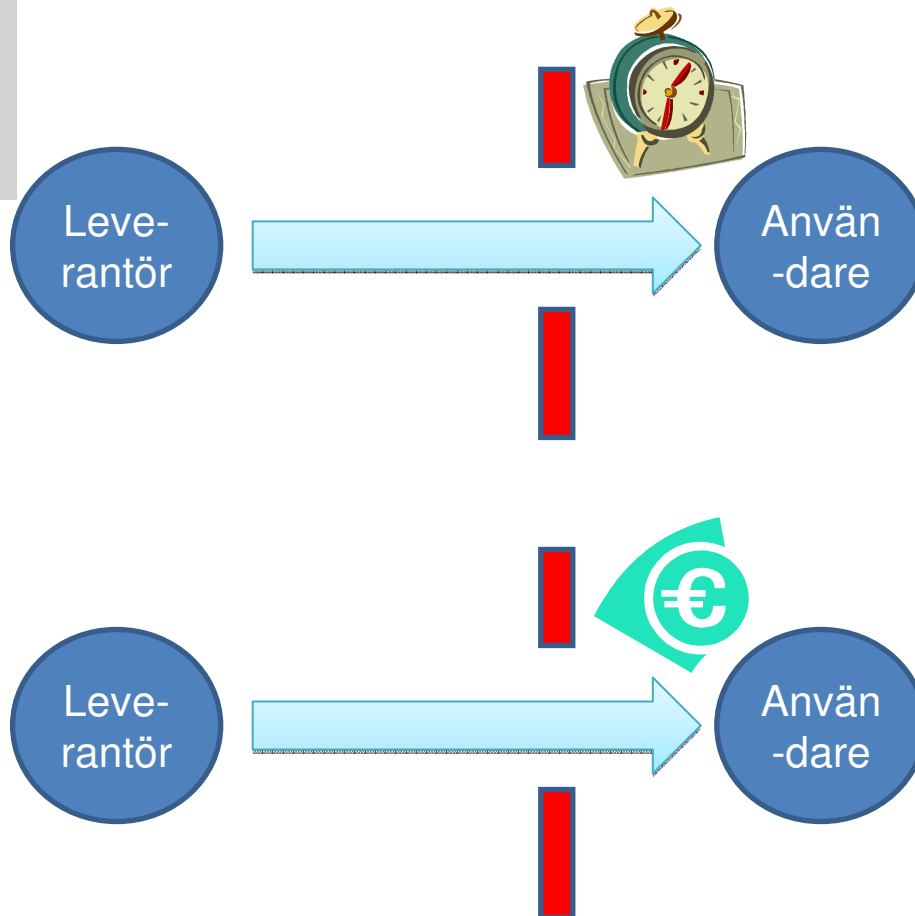 Leve-
rantör
Använ
-dare
€
Leve-
rantör
Använ
-dare